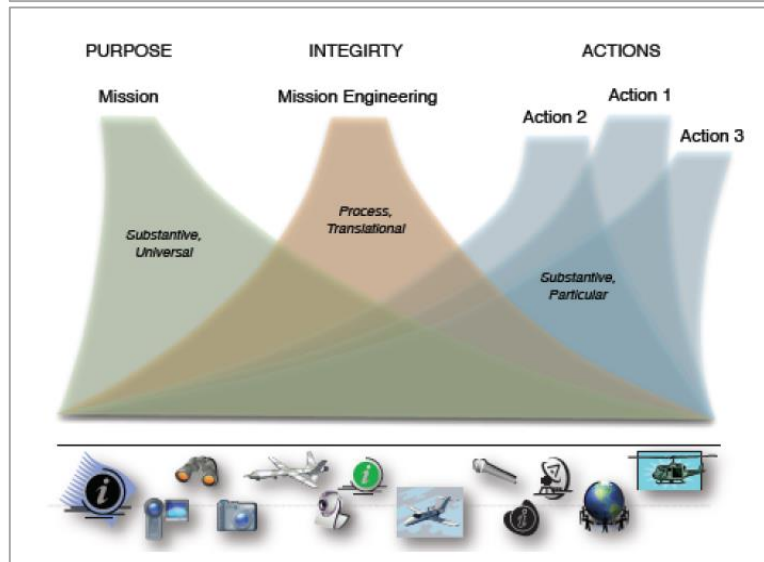 PURPOSE
INTEGIRTY
ACTIONS
Mission
Mission Engineering
Action 2
Action 1
Action 3
Substantive,
Universal
Process,
Translational
Substantive,
Particular
i
i
i